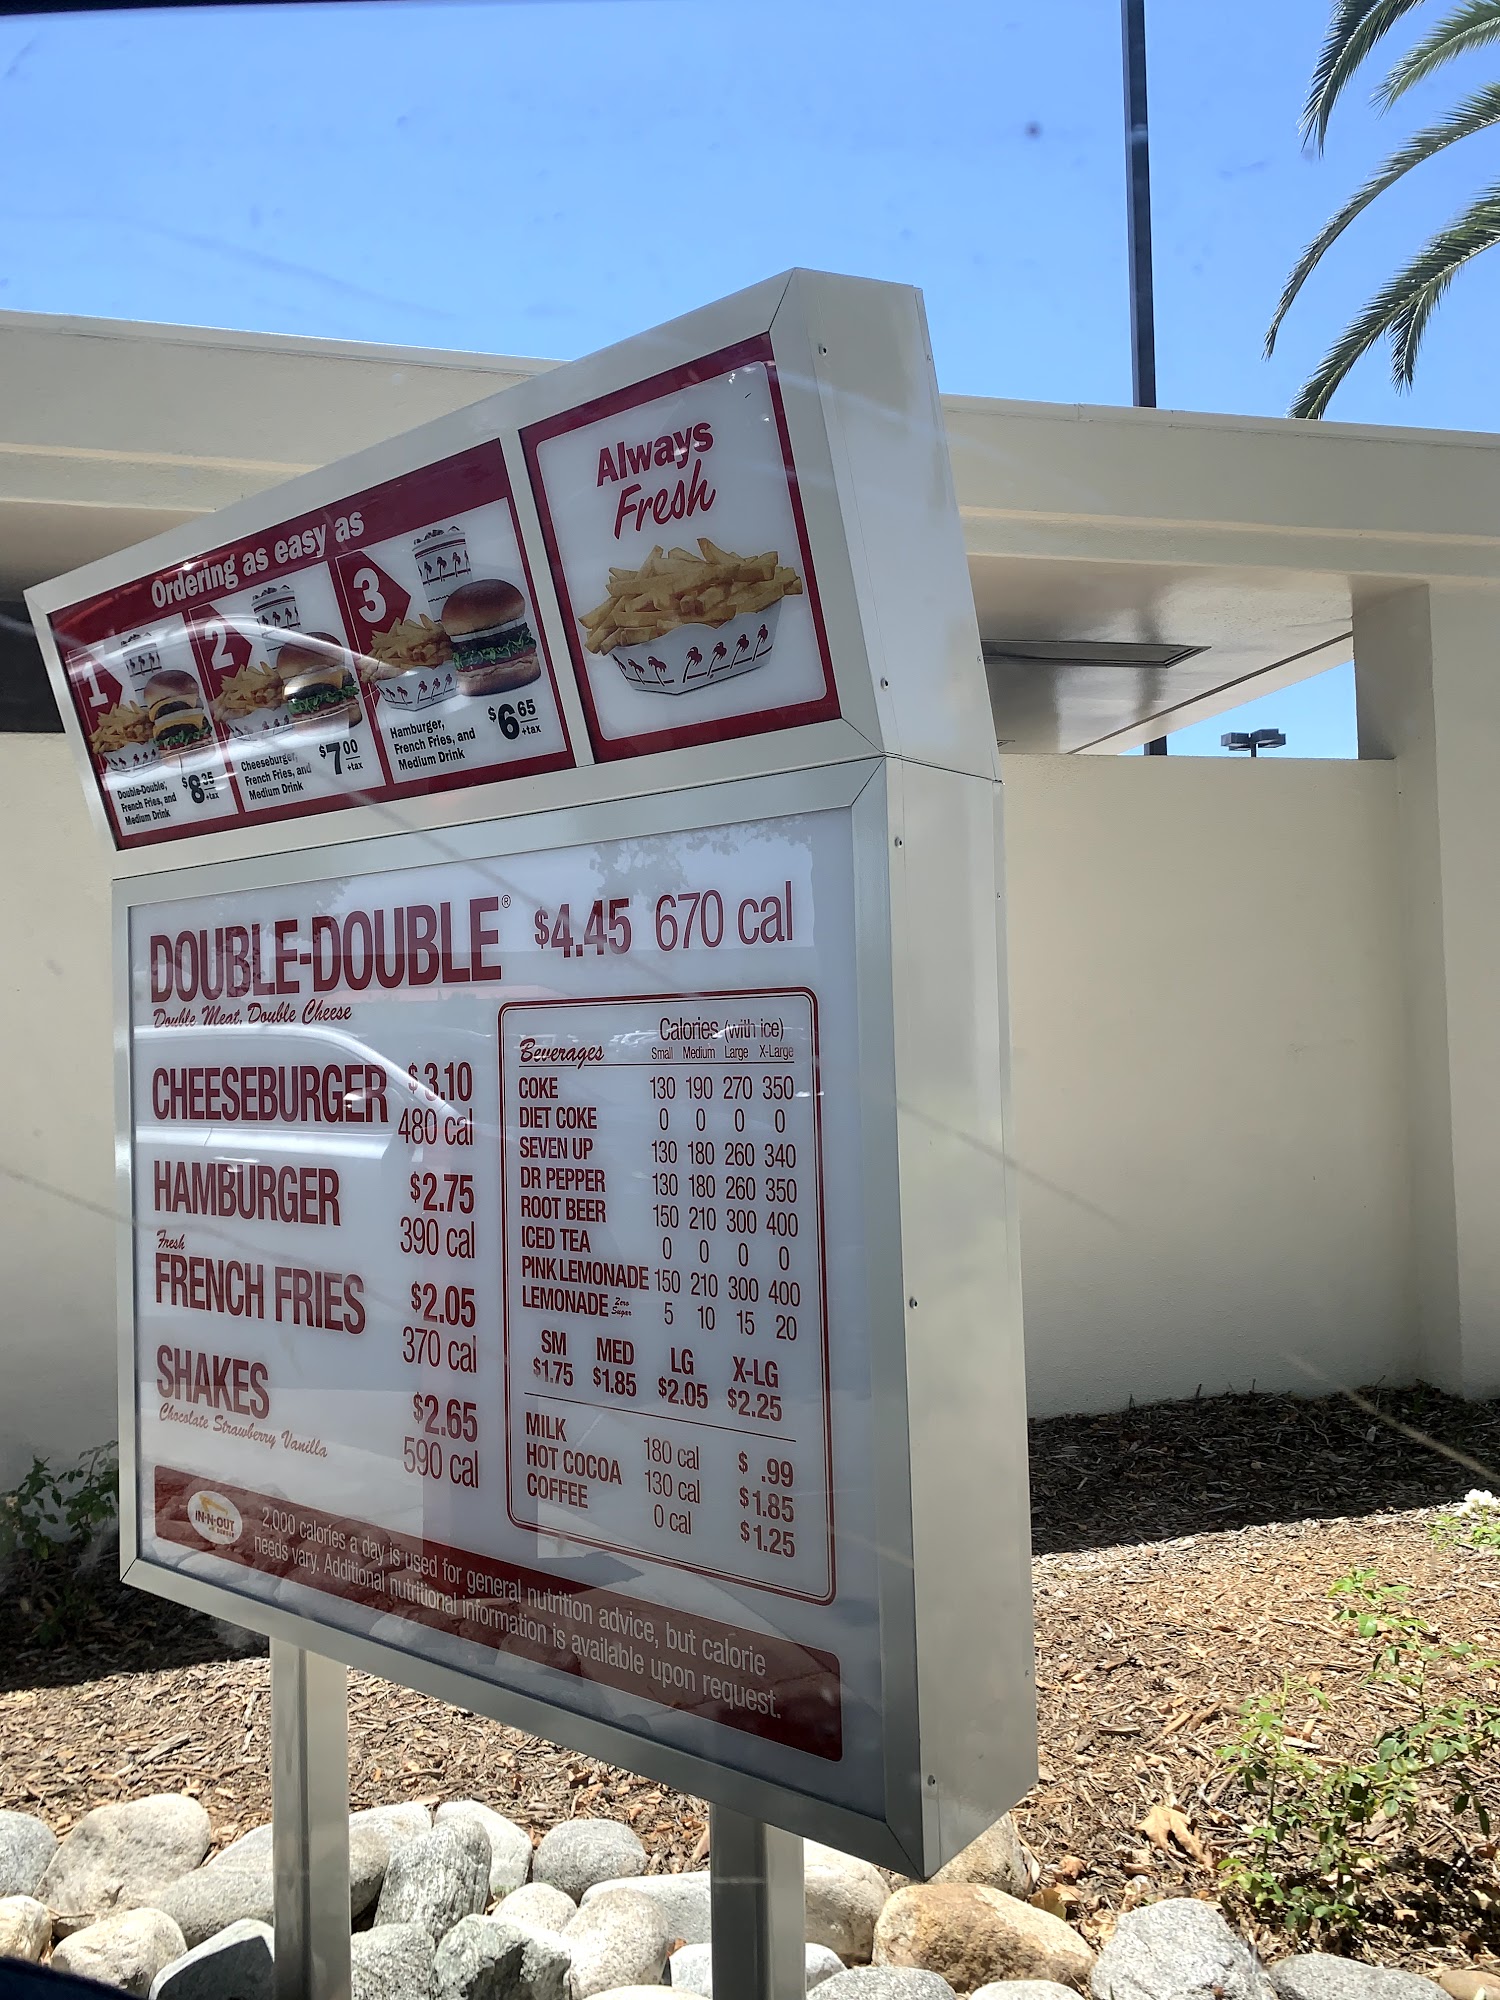 Ordering as easy as
1
Double-Double,
French Fries, and
Medium Drink
$8.35
+tax
2
Cheeseburger,
French Fries, and
Medium Drink
$7.00
+tax
3
Hamburger,
French Fries, and
Medium Drink
$6.65
+tax
Always
Fresh
DOUBLE-DOUBLE® $4.45 670 cal
Double Meat, Double Cheese
CHEESEBURGER $3.10
480 cal
HAMBURGER $2.75
390 cal
Fresh
FRENCH FRIES $2.05
370 cal
SHAKES $2.65
Chocolate Strawberry Vanilla 590 cal
Calories (with ice)
Beverages Small Medium Large X-Large
COKE 130 190 270 350
DIET COKE 0 0 0 0
SEVEN UP 130 180 260 340
DR PEPPER 130 180 260 350
ROOT BEER 150 210 300 400
ICED TEA 0 0 0 0
PINK LEMONADE 150 210 300 400
LEMONADE Zero Sugar 5 10 15 20
SM MED LG X-LG
$1.75 $1.85 $2.05 $2.25
MILK 180 cal $ .99
HOT COCOA 130 cal $1.85
COFFEE 0 cal $1.25
IN-N-OUT
BURGER
2,000 calories a day is used for general nutrition advice, but calorie
needs vary. Additional nutritional information is available upon request.